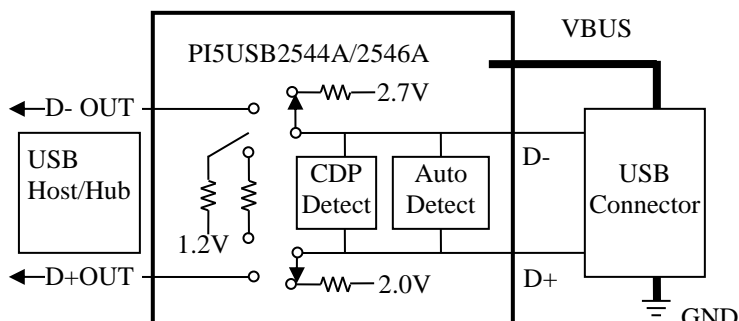 PI5USB2544A/2546A
VBUS
D- OUT
2.7V
USB
Host/Hub
CDP
Detect
Auto
Detect
D-
USB
Connector
1.2V
D+OUT
2.0V
D+
GND